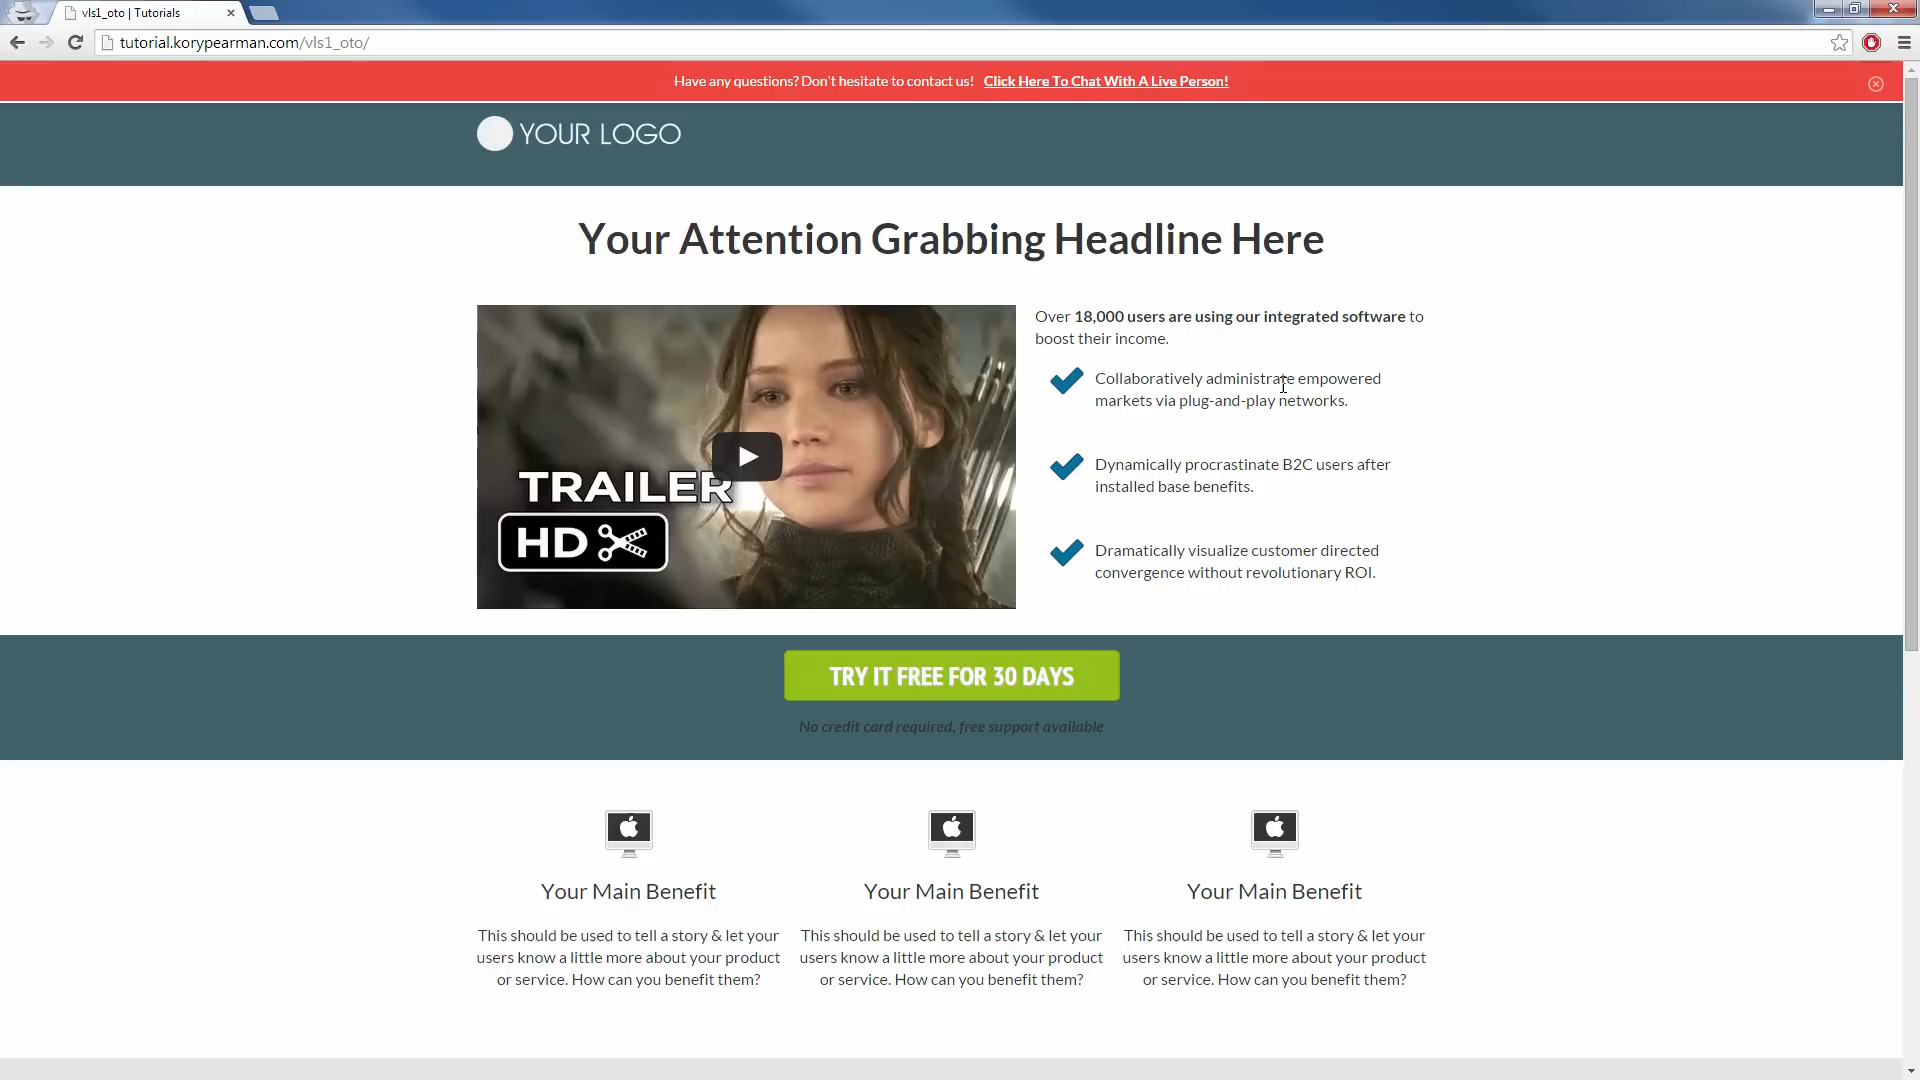 vls1_oto | Tutorials
tutorial.korypearman.com/vls1_oto/
Have any questions? Don't hesitate to contact us! Click Here To Chat With A Live Person!
YOUR LOGO
Your Attention Grabbing Headline Here
TRAILER
HD
Over 18,000 users are using our integrated software to
boost their income.
Collaboratively administrate empowered
markets via plug-and-play networks.
Dynamically procrastinate B2C users after
installed base benefits.
Dramatically visualize customer directed
convergence without revolutionary ROI.
TRY IT FREE FOR 30 DAYS
No credit card required, free support available
Your Main Benefit
This should be used to tell a story & let your
users know a little more about your product
or service. How can you benefit them?
Your Main Benefit
This should be used to tell a story & let your
users know a little more about your product
or service. How can you benefit them?
Your Main Benefit
This should be used to tell a story & let your
users know a little more about your product
or service. How can you benefit them?